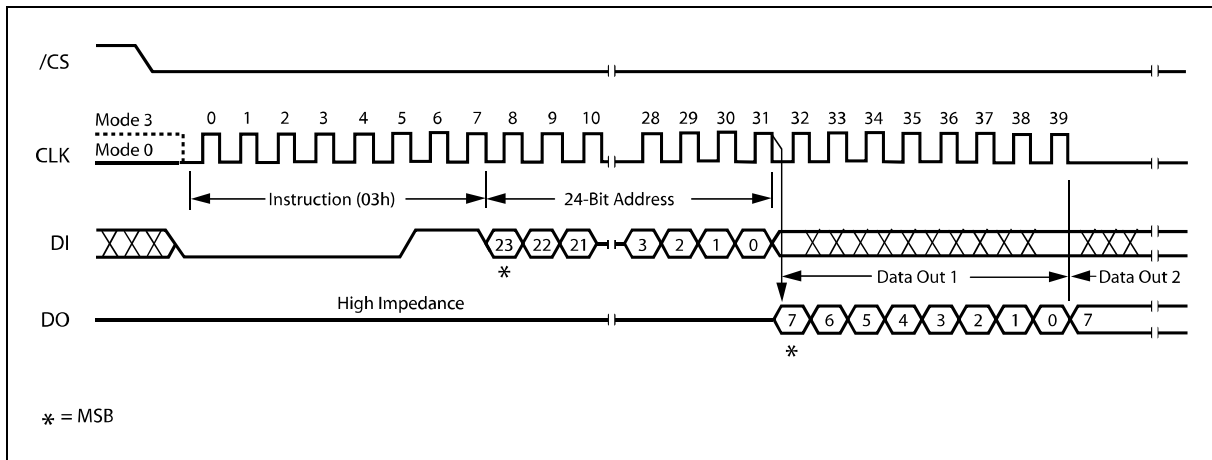 /CS
Mode 3
0 1 2 3 4 5 6 7 8 9 10 28 29 30 31 32 33 34 35 36 37 38 39
CLK
Mode 0
Instruction (03h) 24-Bit Address
DI
23 22 21 3 2 1 0
*
Data Out 1 Data Out 2
High Impedance
DO
7 6 5 4 3 2 1 0 7
*
* = MSB